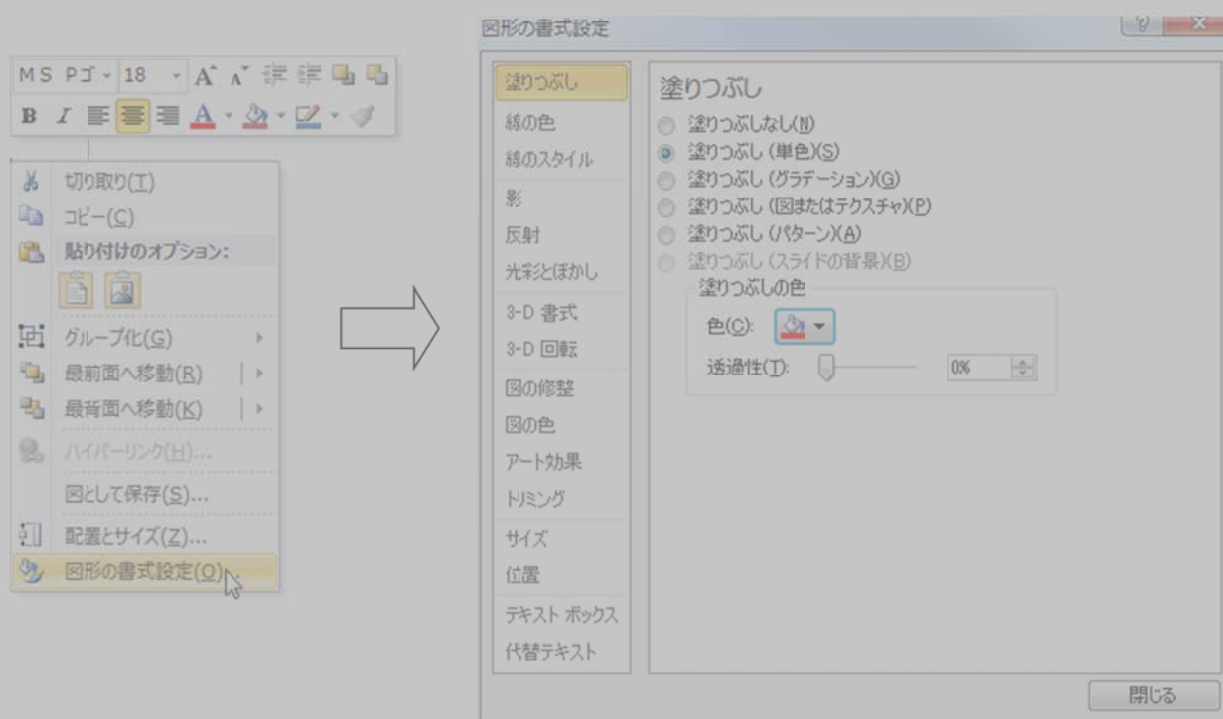 MS Pゴ 18
B I A
切り取り(T)
コピー(C)
貼り付けのオプション:
グループ化(G)
最前面へ移動(R)
最背面へ移動(K)
ハイパーリンク(H)...
図として保存(S)...
配置とサイズ(Z)...
図形の書式設定(O)...
図形の書式設定
塗りつぶし
線の色
線のスタイル
影
反射
光彩とぼかし
3-D 書式
3-D 回転
図の修整
図の色
アート効果
トリミング
サイズ
位置
テキスト ボックス
代替テキスト
塗りつぶし
塗りつぶしなし(N)
塗りつぶし (単色)(S)
塗りつぶし (グラデーション)(G)
塗りつぶし (図またはテクスチャ)(P)
塗りつぶし (パターン)(A)
塗りつぶし (スライドの背景)(B)
塗りつぶしの色
色(C):
透過性(T): 0%
閉じる